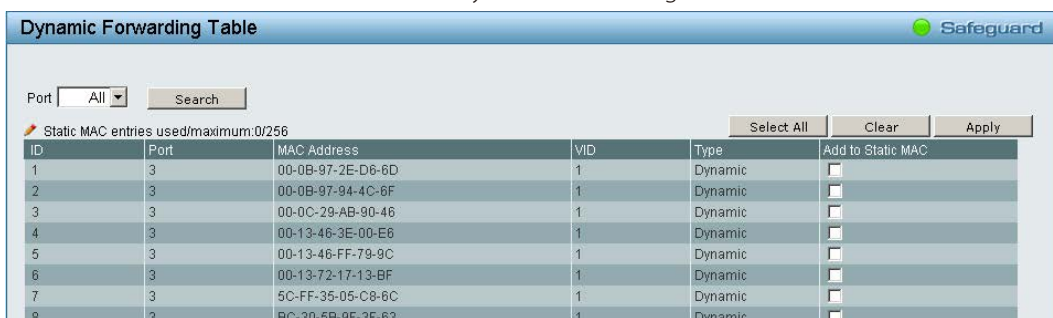 Dynamic Forwarding Table Safeguard
Port All Search
Static MAC entries used/maximum:0/256 Select All Clear Apply
ID Port MAC Address VID Type Add to Static MAC
1 3 00-0B-97-2E-D6-6D 1 Dynamic
2 3 00-0B-97-94-4C-6F 1 Dynamic
3 3 00-0C-29-AB-90-46 1 Dynamic
4 3 00-13-46-3E-00-E6 1 Dynamic
5 3 00-13-46-FF-79-9C 1 Dynamic
6 3 00-13-72-17-13-BF 1 Dynamic
7 3 5C-FF-35-05-C8-6C 1 Dynamic
8 3 1 Dynamic